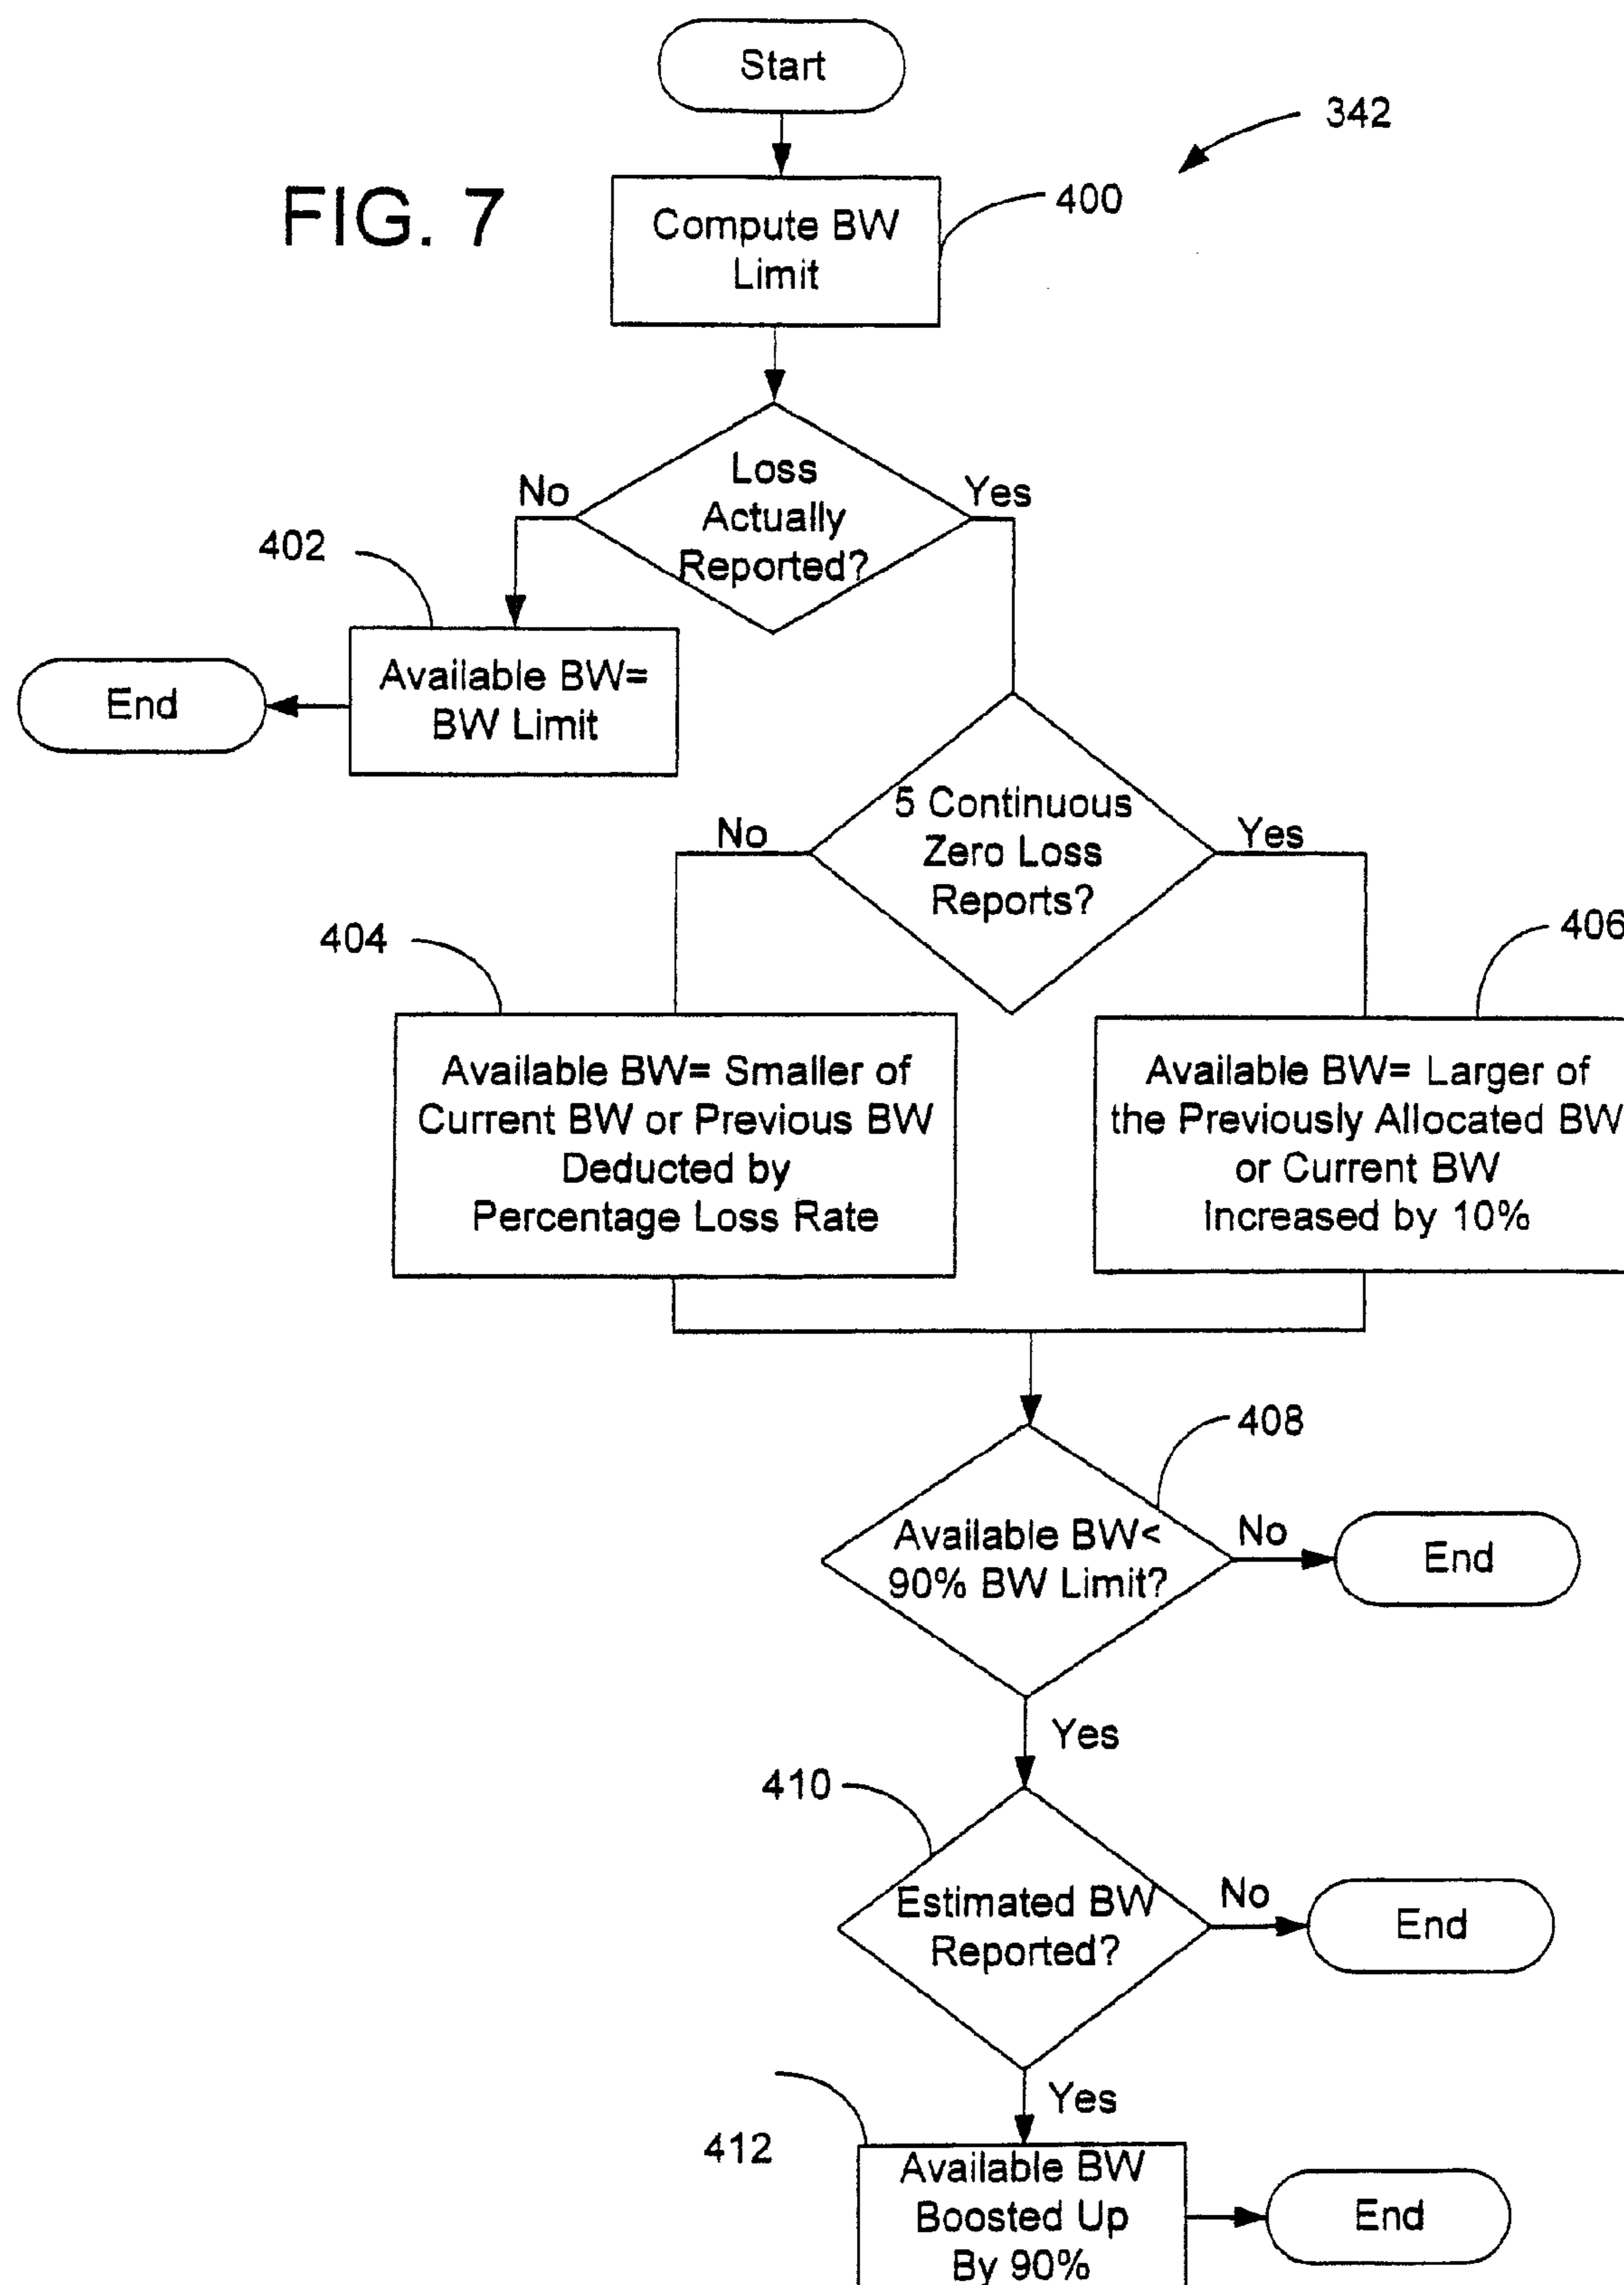 Start
342
FIG. 7
400
Compute BW
Limit
Loss
Actually
Reported?
No
Yes
402
Available BW=
BW Limit
End
5 Continuous
Zero Loss
Reports?
No
Yes
404
406
Available BW= Smaller of
Current BW or Previous BW
Deducted by
Percentage Loss Rate
Available BW= Larger of
the Previously Allocated BW
or Current BW
Increased by 10%
408
Available BW<
90% BW Limit?
No
End
Yes
410
Estimated BW
Reported?
No
End
Yes
412
Available BW
Boosted Up
By 90%
End